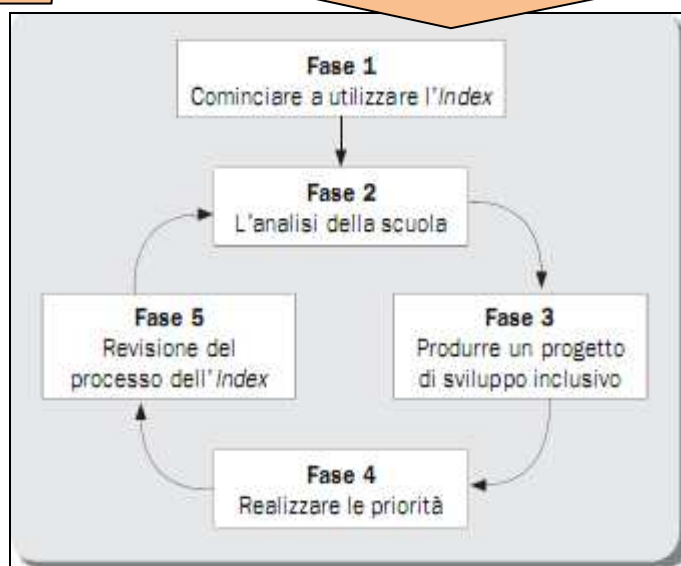 Fase 1
Cominciare a utilizzare l'Index
Fase 2
L'analisi della scuola
Fase 5
Revisione del
processo dell'Index
Fase 3
Produrre un progetto
di sviluppo inclusivo
Fase 4
Realizzare le priorità